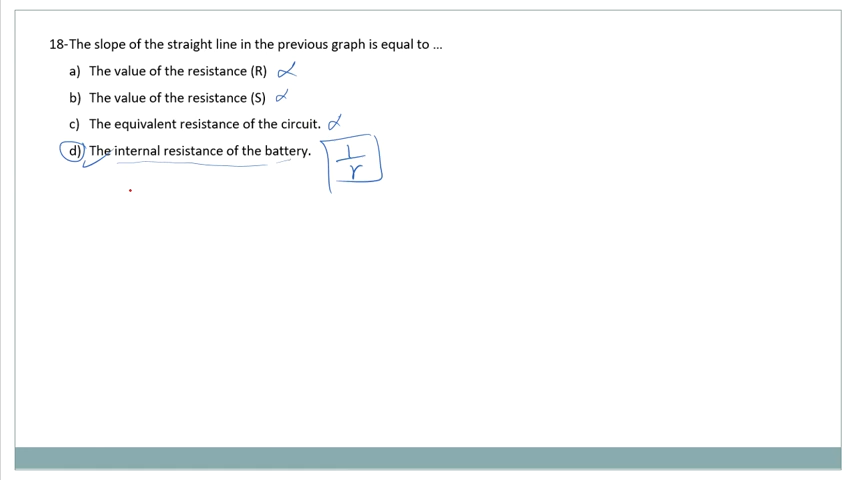 18-The slope of the straight line in the previous graph is equal to ...
a) The value of the resistance (R)
b) The value of the resistance (S)
c) The equivalent resistance of the circuit.
d) The internal resistance of the battery.
1
r